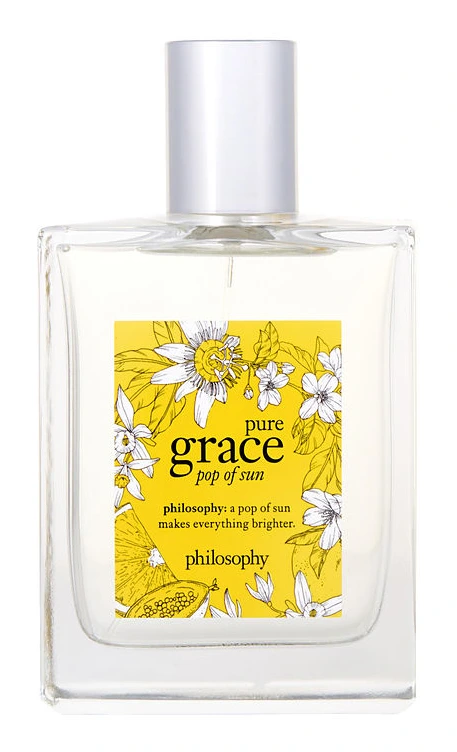 pure
grace
pop of sun
philosophy: a pop of sun
makes everything brighter.
philosophy